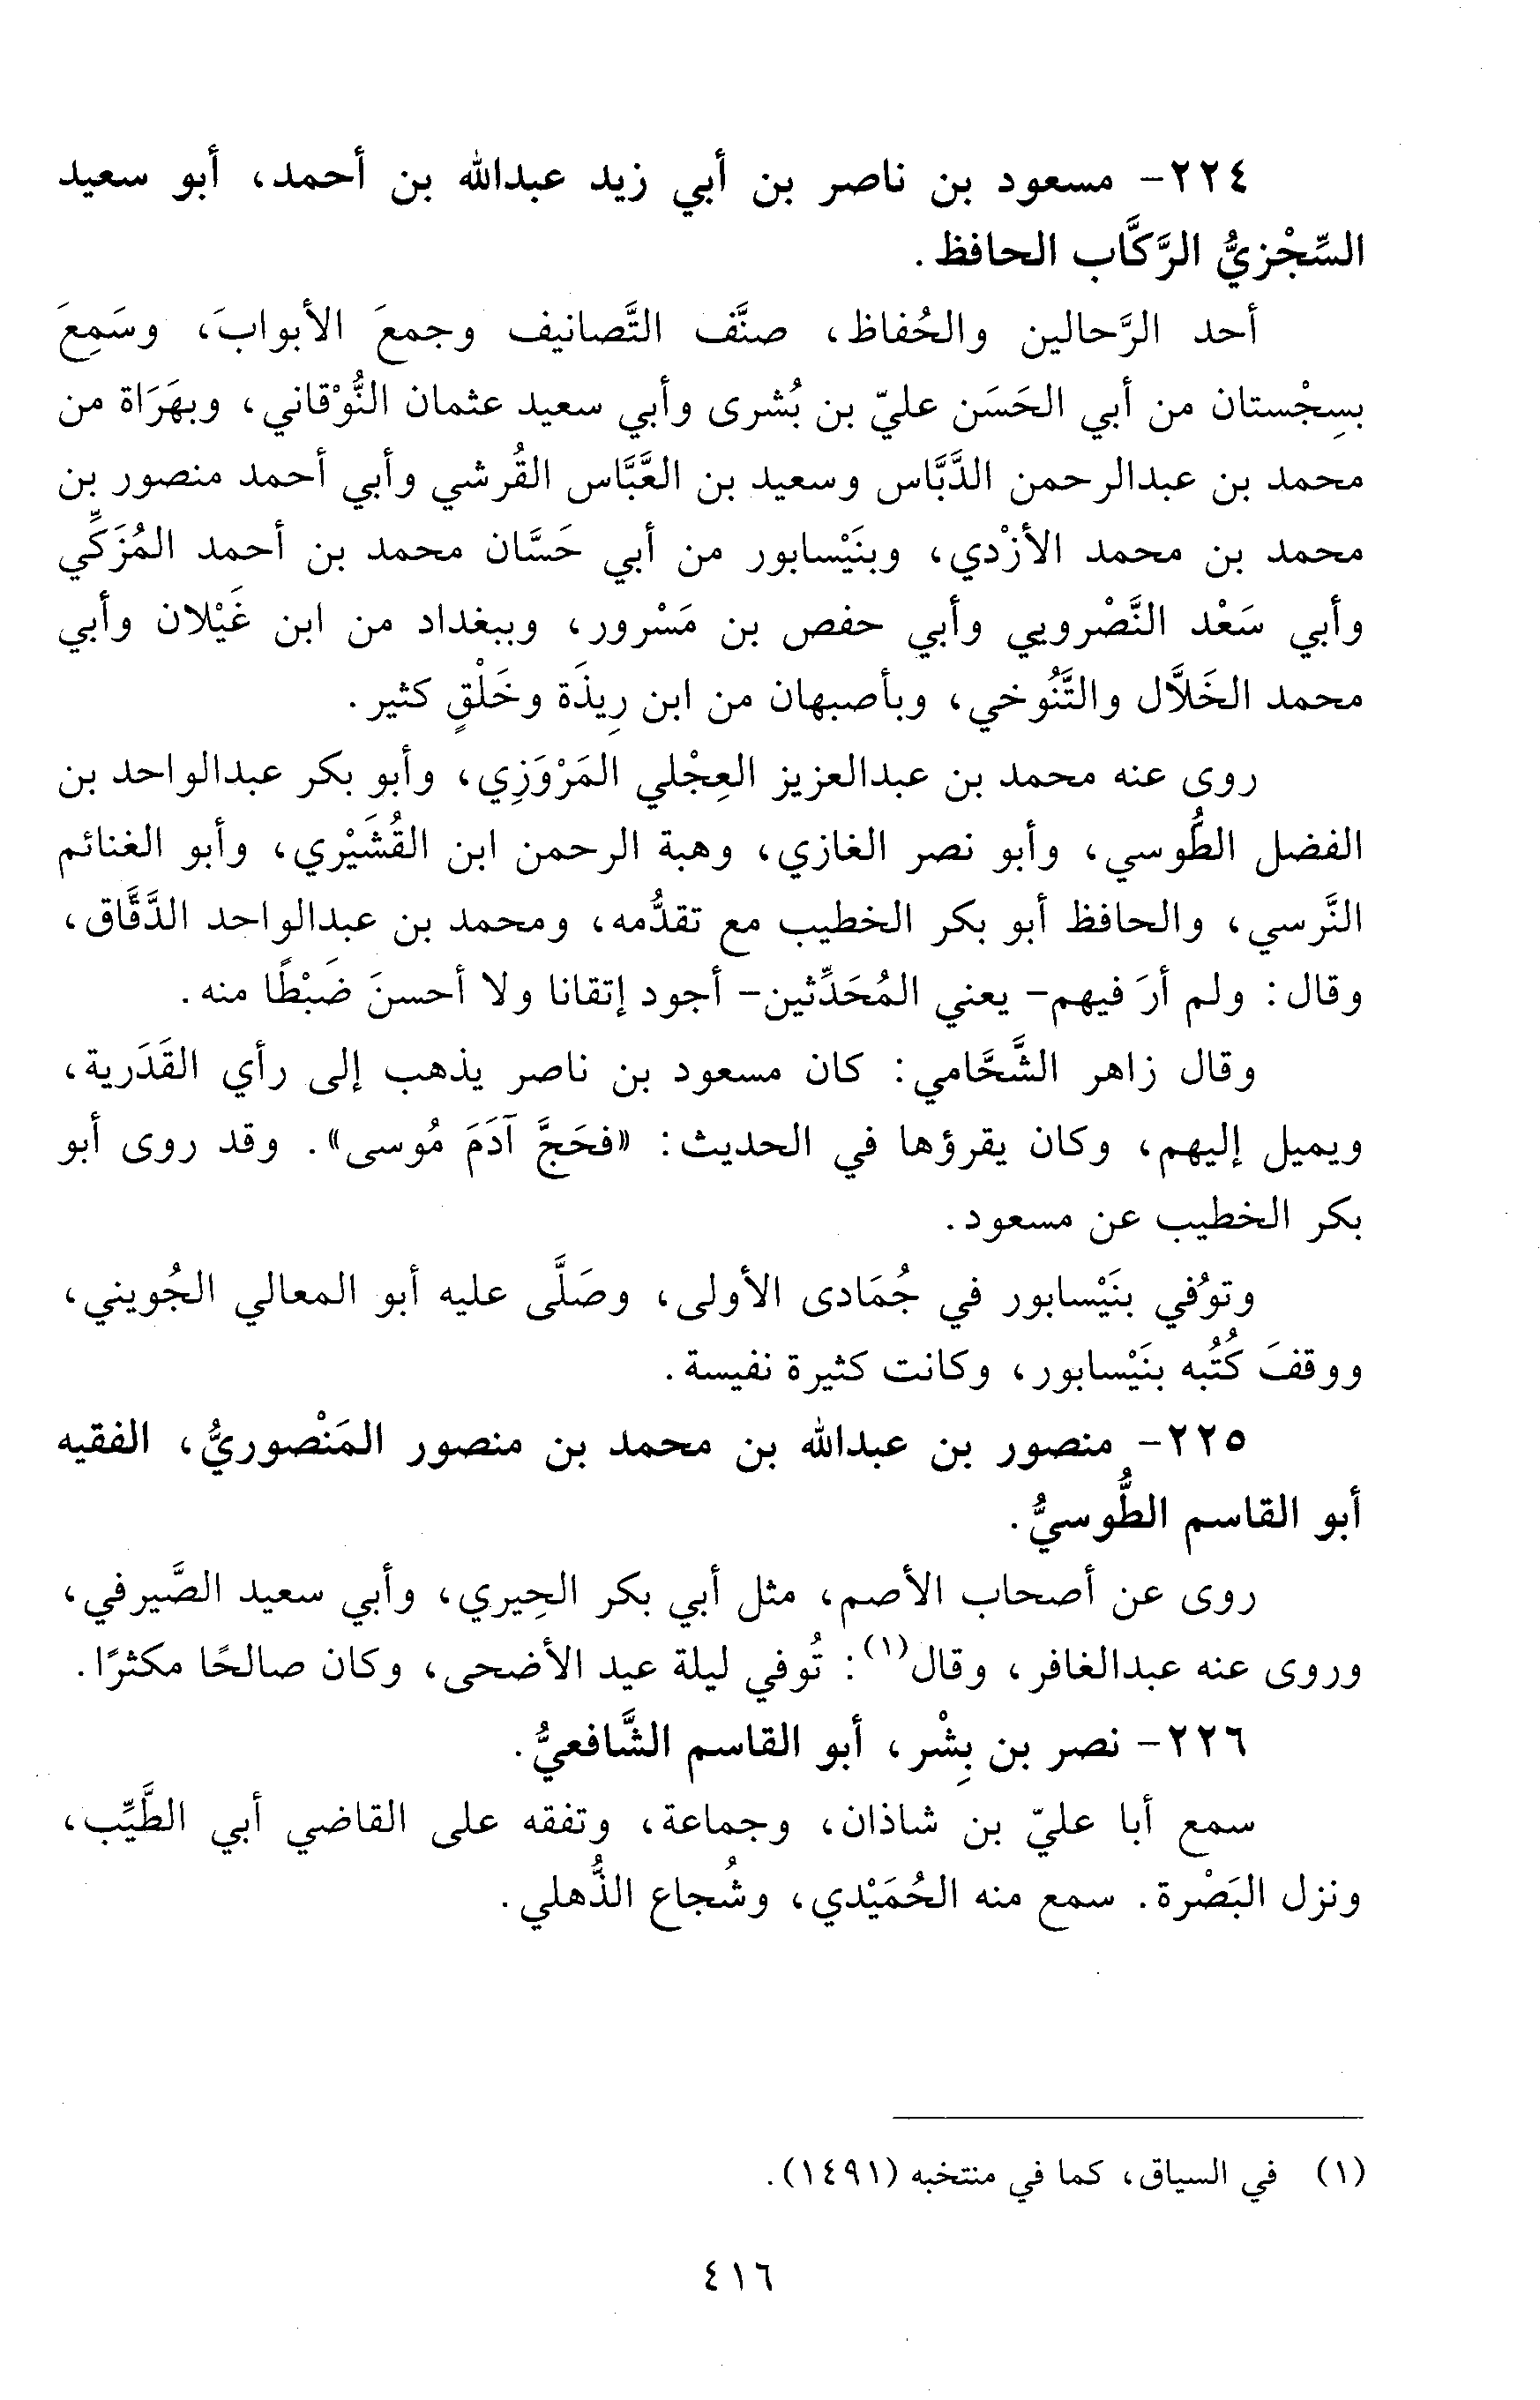 ٢٢٤- مسعود بن ناصر بن أبي زيد عبدالله بن أحمد، أبو سعيد
السِّجْزيُّ الرَّكَّاب الحافظ.
أحد الرَّحالين والحُفاظ، صنَّف التَّصانيف وجمعَ الأبوابَ، وسَمِعَ
بسِجْستان من أبي الحَسَن عليّ بن بُشرى وأبي سعيد عثمان النُّوْقاني، وبهَرَاة من
محمد بن عبدالرحمن الدَّبَّاس وسعيد بن العَبَّاس القُرشي وأبي أحمد منصور بن
محمد بن محمد الأزْدي، وبنَيْسابور من أبي حَسَّان محمد بن أحمد المُزَكِّي
وأبي سَعْد النَّصْرويي وأبي حفص بن مَسْرور، وببغداد من ابن غَيْلان وأبي
محمد الخَلاَّل والتَّنُوخي، وبأصبهان من ابن رِيذَة وخَلْقٍ كثير.
روى عنه محمد بن عبدالعزيز العِجْلي المَرْوَزِي، وأبو بكر عبدالواحد بن
الفضل الطُّوسي، وأبو نصر الغازي، وهبة الرحمن ابن القُشَيْري، وأبو الغنائم
النَّرسي، والحافظ أبو بكر الخطيب مع تقدُّمه، ومحمد بن عبدالواحد الدَّقَّاق،
وقال: ولم أرَ فيهم- يعني المُحَدِّثين- أجود إتقانا ولا أحسنَ ضَبْطًا منه.
وقال زاهر الشَّحَّامي: كان مسعود بن ناصر يذهب إلى رأي القَدَرية،
ويميل إليهم، وكان يقرؤها في الحديث: «فحَجَّ آدَمَ مُوسى». وقد روى أبو
بكر الخطيب عن مسعود.
وتوُفي بنَيْسابور في جُمَادى الأولى، وصَلَّى عليه أبو المعالي الجُويني،
ووقفَ كُتُبه بنَيْسابور، وكانت كثيرة نفيسة.
٢٢٥- منصور بن عبدالله بن محمد بن منصور المَنْصوريُّ، الفقيه
أبو القاسم الطُّوسيُّ.
روى عن أصحاب الأصم، مثل أبي بكر الحِيري، وأبي سعيد الصَّيرفي،
وروى عنه عبدالغافر، وقال(١): تُوفي ليلة عيد الأضحى، وكان صالحًا مكثرًا.
٢٢٦- نصر بن بِشْر، أبو القاسم الشَّافعيُّ.
سمع أبا عليّ بن شاذان، وجماعة، وتفقه على القاضي أبي الطَّيِّب،
ونزل البَصْرة. سمع منه الحُمَيْدي، وشُجاع الذُّهلي.
(١) في السياق، كما في منتخبه (١٤٩١).
٤١٦